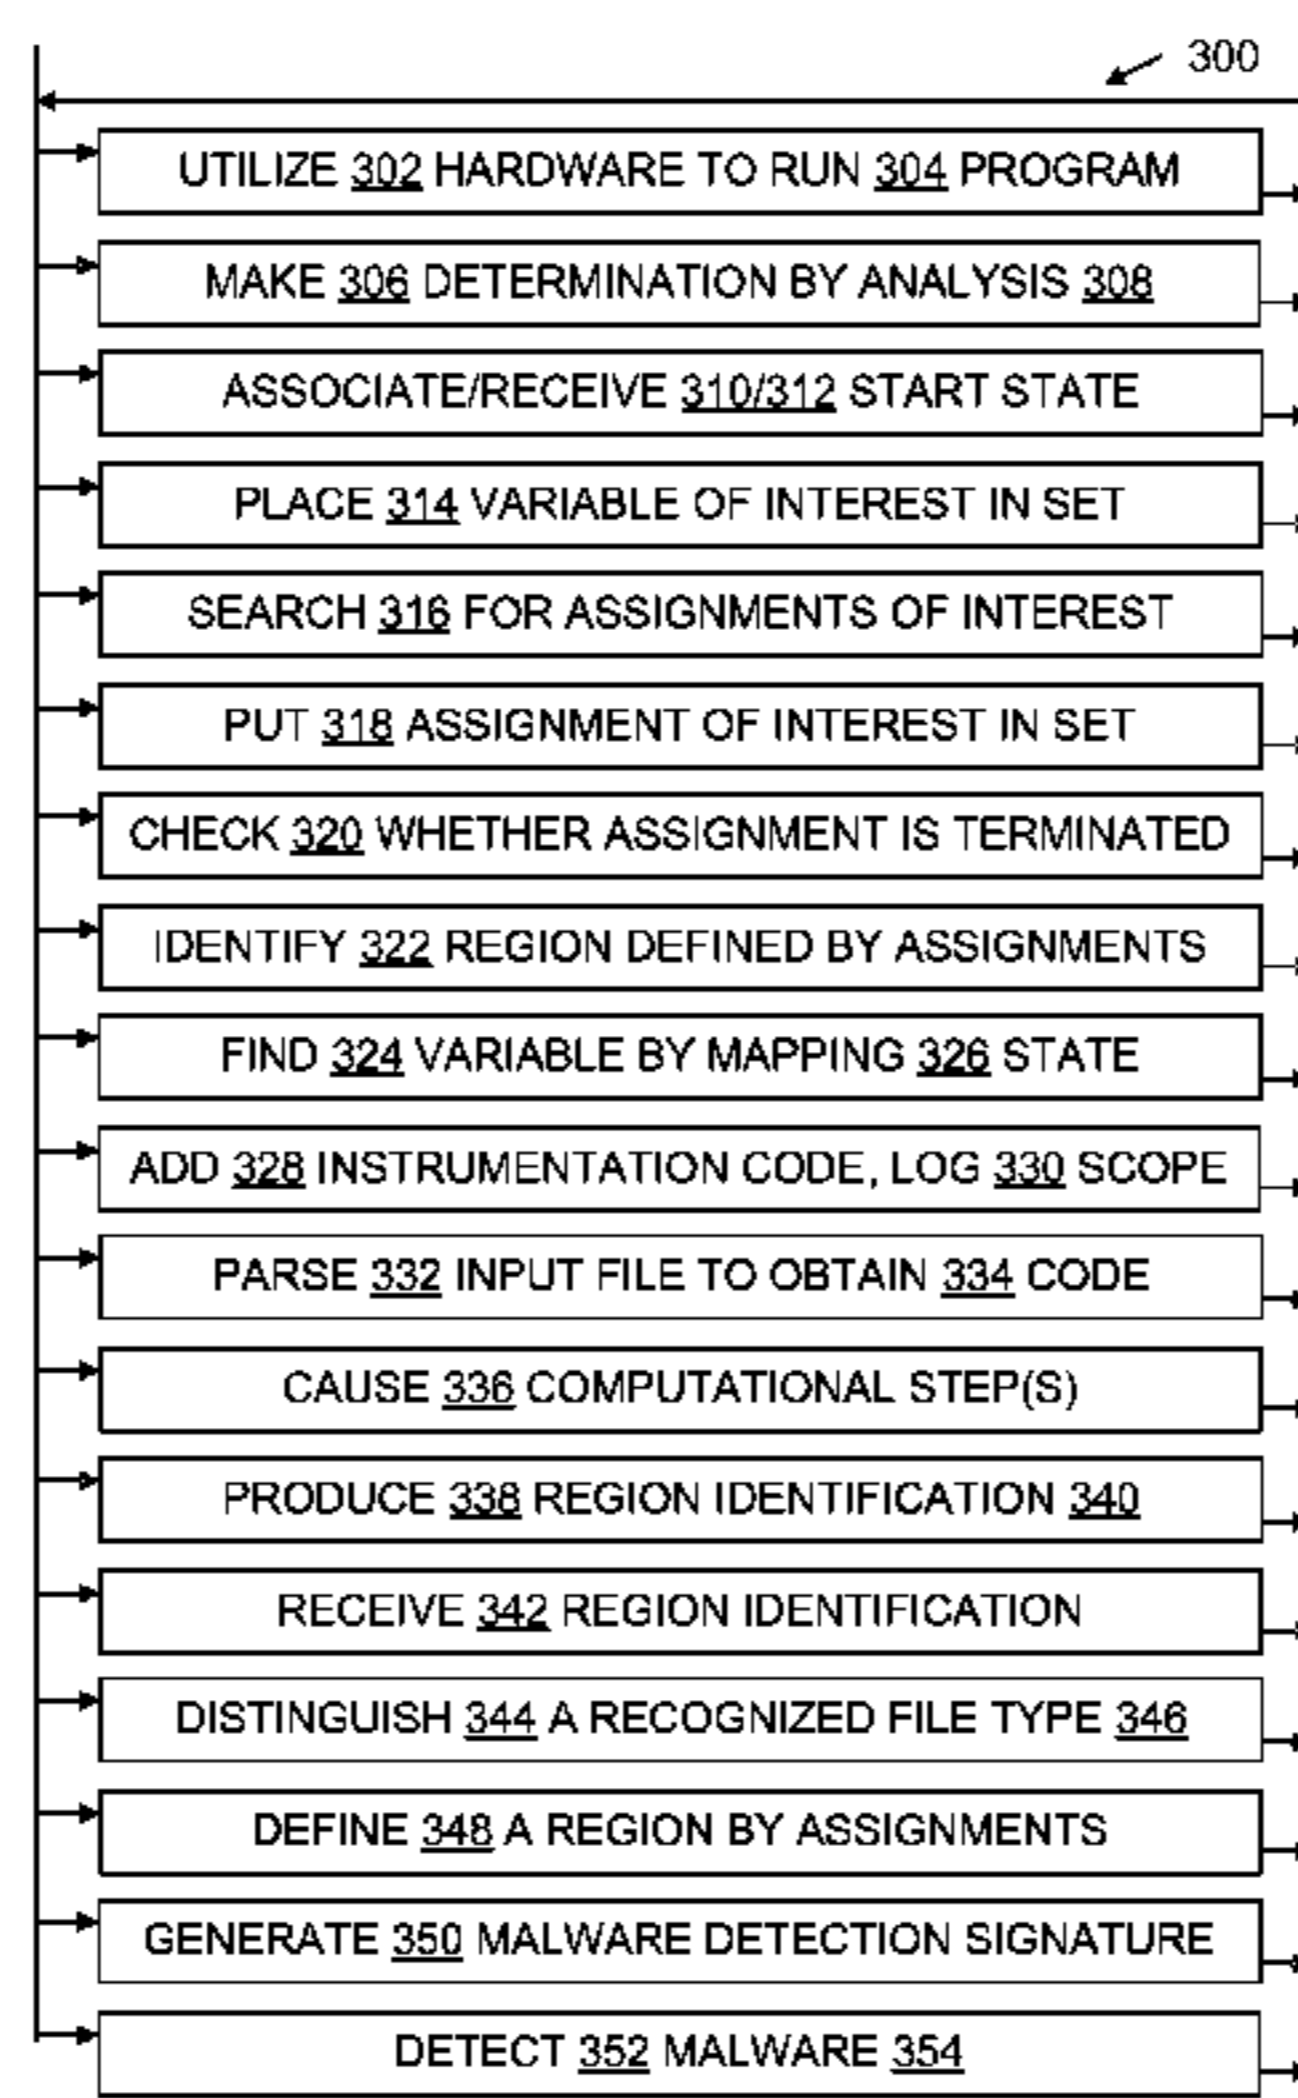 300
UTILIZE 302 HARDWARE TO RUN 304 PROGRAM
MAKE 306 DETERMINATION BY ANALYSIS 308
ASSOCIATE/RECEIVE 310/312 START STATE
PLACE 314 VARIABLE OF INTEREST IN SET
SEARCH 316 FOR ASSIGNMENTS OF INTEREST
PUT 318 ASSIGNMENT OF INTEREST IN SET
CHECK 320 WHETHER ASSIGNMENT IS TERMINATED
IDENTIFY 322 REGION DEFINED BY ASSIGNMENTS
FIND 324 VARIABLE BY MAPPING 326 STATE
ADD 328 INSTRUMENTATION CODE, LOG 330 SCOPE
PARSE 332 INPUT FILE TO OBTAIN 334 CODE
CAUSE 336 COMPUTATIONAL STEP(S)
PRODUCE 338 REGION IDENTIFICATION 340
RECEIVE 342 REGION IDENTIFICATION
DISTINGUISH 344 A RECOGNIZED FILE TYPE 346
DEFINE 348 A REGION BY ASSIGNMENTS
GENERATE 350 MALWARE DETECTION SIGNATURE
DETECT 352 MALWARE 354